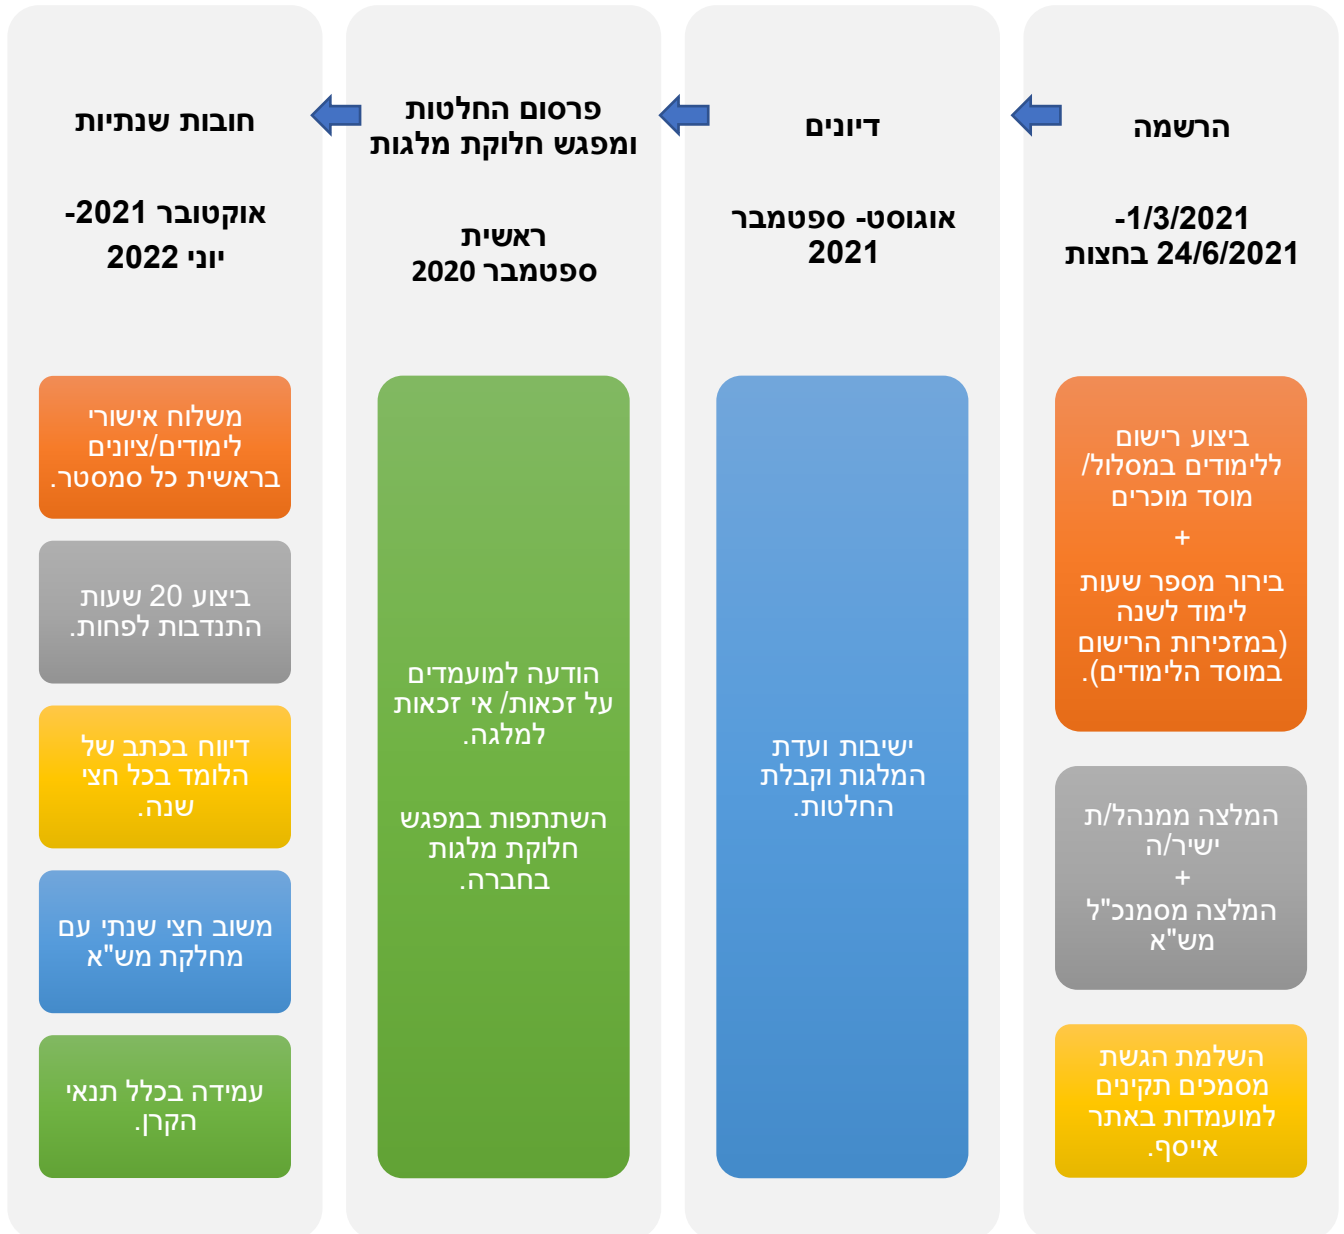 הרשמה
1/3/2021-
24/6/2021 בחצות
ביצוע רישום
ללימודים במסלול/
מוסד מוכרים
+
בירור מספר שעות
לימוד לשנה
(במזכירות הרישום
במוסד הלימודים).
המלצה ממנהל/ת
ישיר/ה
+
המלצה מסמנכ"ל
מש"א
השלמת הגשת
מסמכים תקינים
למועמדות באתר
אייסף.
דיונים
אוגוסט- ספטמבר
2021
ישיבות ועדת
המלגות וקבלת
החלטות.
פרסום החלטות
ומפגש חלוקת מלגות
ראשית
ספטמבר 2020
הודעה למועמדים
על זכאות/ אי זכאות
למלגה.
השתתפות במפגש
חלוקת מלגות
בחברה.
חובות שנתיות
אוקטובר 2021-
יוני 2022
משלוח אישורי
לימודים/ציונים
בראשית כל סמסטר.
ביצוע 20 שעות
התנדבות לפחות.
דיווח בכתב של
הלומד בכל חצי
שנה.
משוב חצי שנתי עם
מחלקת מש"א
עמידה בכלל תנאי
הקרן.